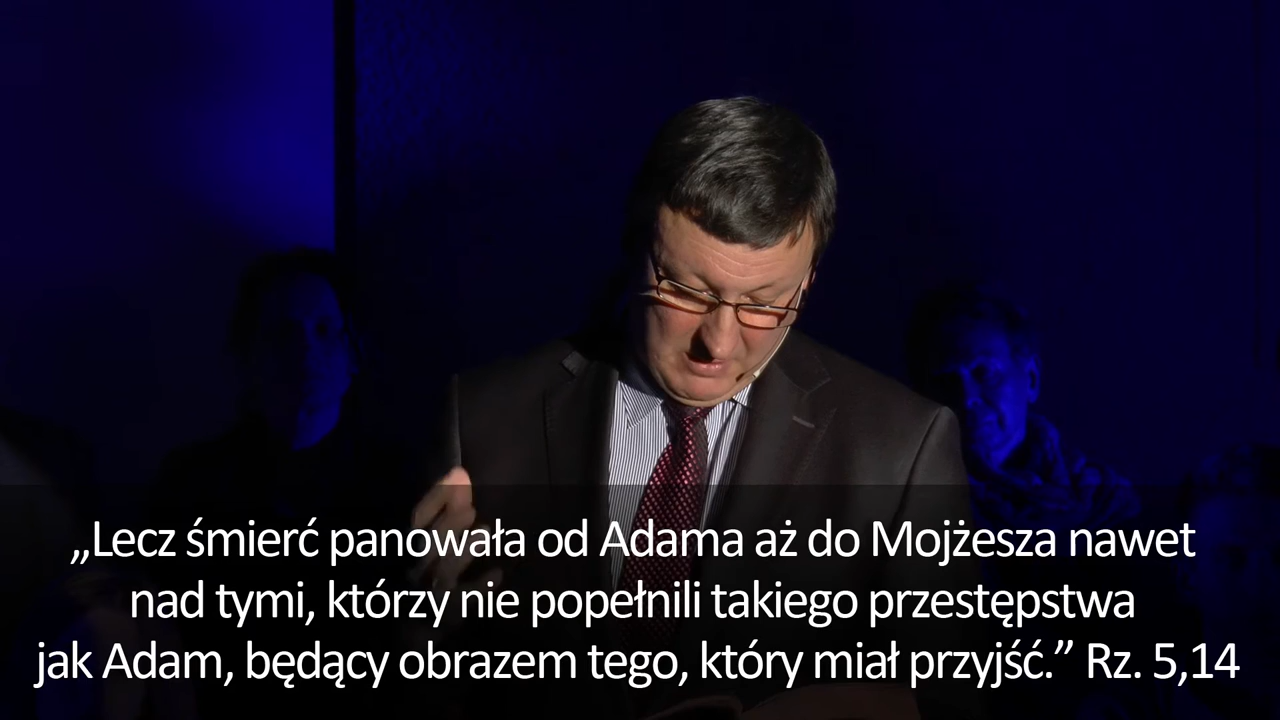 „Lecz śmierć panowała od Adama aż do Mojżesza nawet
nad tymi, którzy nie popełnili takiego przestępstwa
jak Adam, będący obrazem tego, który miał przyjść.” Rz. 5,14